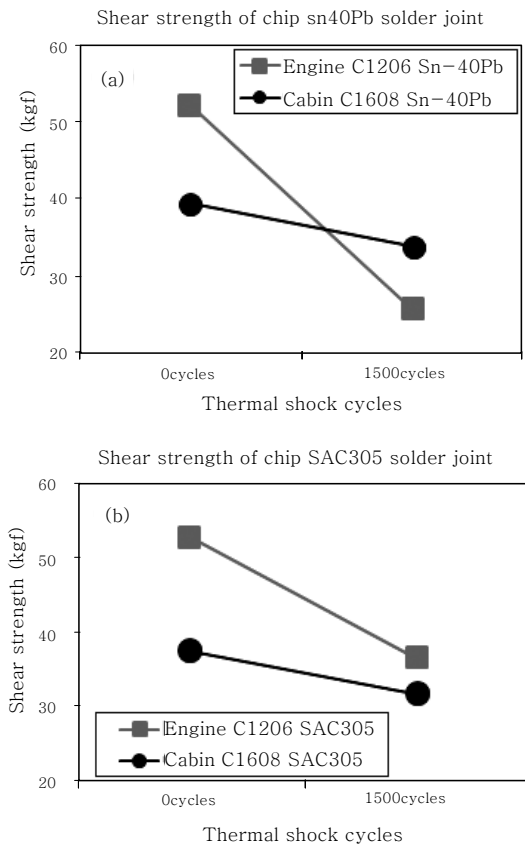 Shear strength of chip sn40Pb solder joint
60
50
40
30
20
Shear strength (kgf)
(a)
Engine C1206 Sn-40Pb
Cabin C1608 Sn-40Pb
0cycles
1500cycles
Thermal shock cycles
Shear strength of chip SAC305 solder joint
60
50
40
30
20
Shear strength (kgf)
(b)
Engine C1206 SAC305
Cabin C1608 SAC305
0cycles
1500cycles
Thermal shock cycles